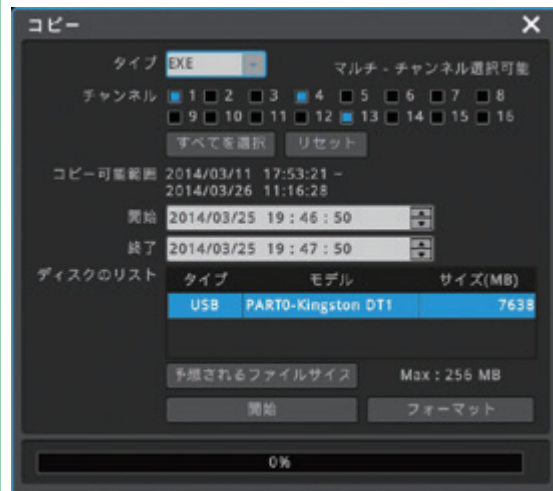 コピー
タイプ EXE マルチ - チャンネル選択可能
チャンネル 1 2 3 4 5 6 7 8
9 10 11 12 13 14 15 16
すべてを選択 リセット
コピー可能範囲 2014/03/11 17:53:21 ~
2014/03/26 11:16:28
開始 2014/03/25 19 : 46 : 50
終了 2014/03/25 19 : 47 : 50
ディスクのリスト タイプ モデル サイズ(MB)
USB PART0-Kingston DT1 7638
予想されるファイルサイズ Max : 256 MB
開始 フォーマット
0%